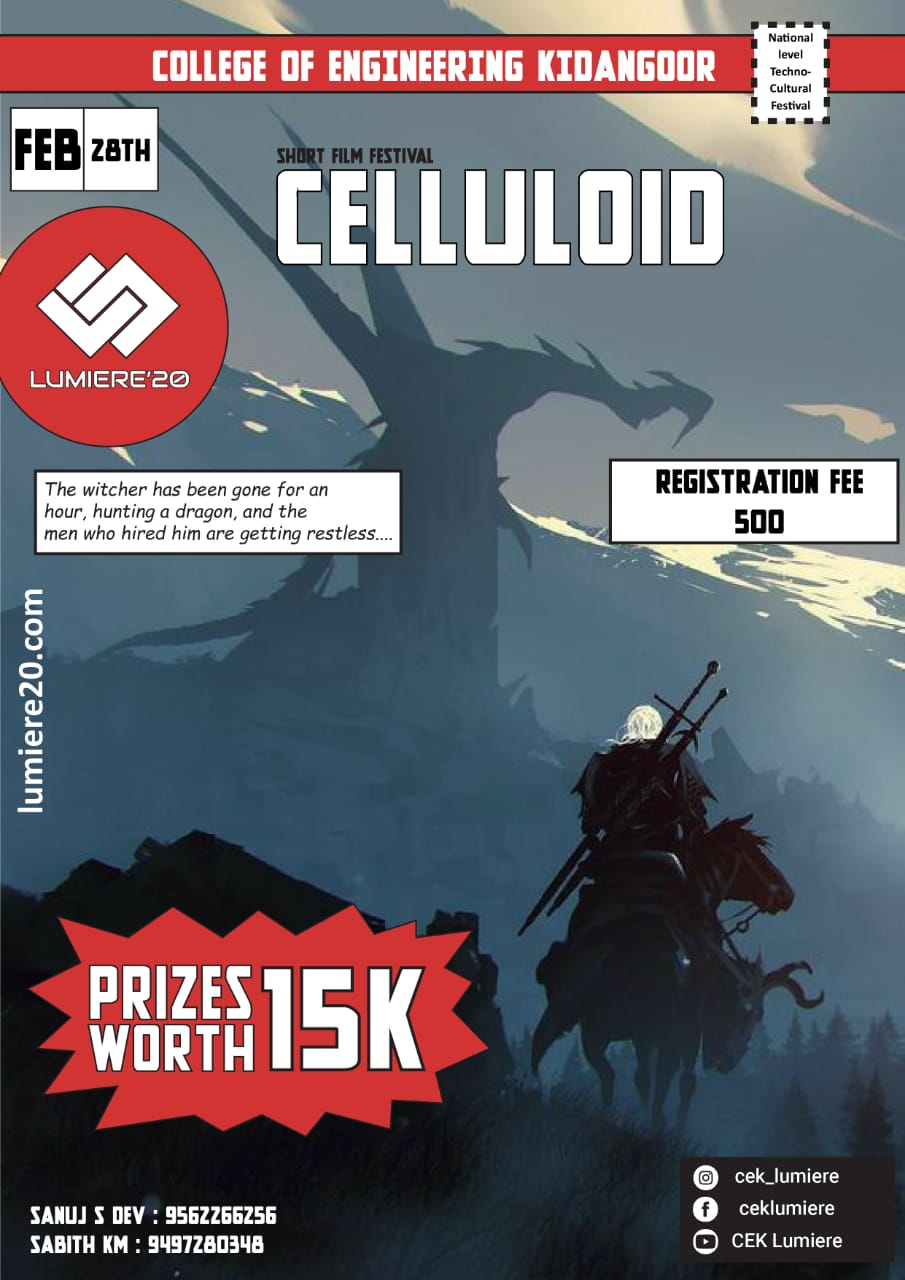 COLLEGE OF ENGINEERING KIDANGOOR
National
level
Techno-
Cultural
Festival
FEB 28TH
SHORT FILM FESTIVAL
CELLULOID
LUMIERE'20
The witcher has been gone for an
hour, hunting a dragon, and the
men who hired him are getting restless....
REGISTRATION FEE
500
lumiere20.com
PRIZES
WORTH 15K
SANUJ S DEV : 9562266256
SABITH KM : 9497280348
cek_lumiere
ceklumiere
CEK Lumiere